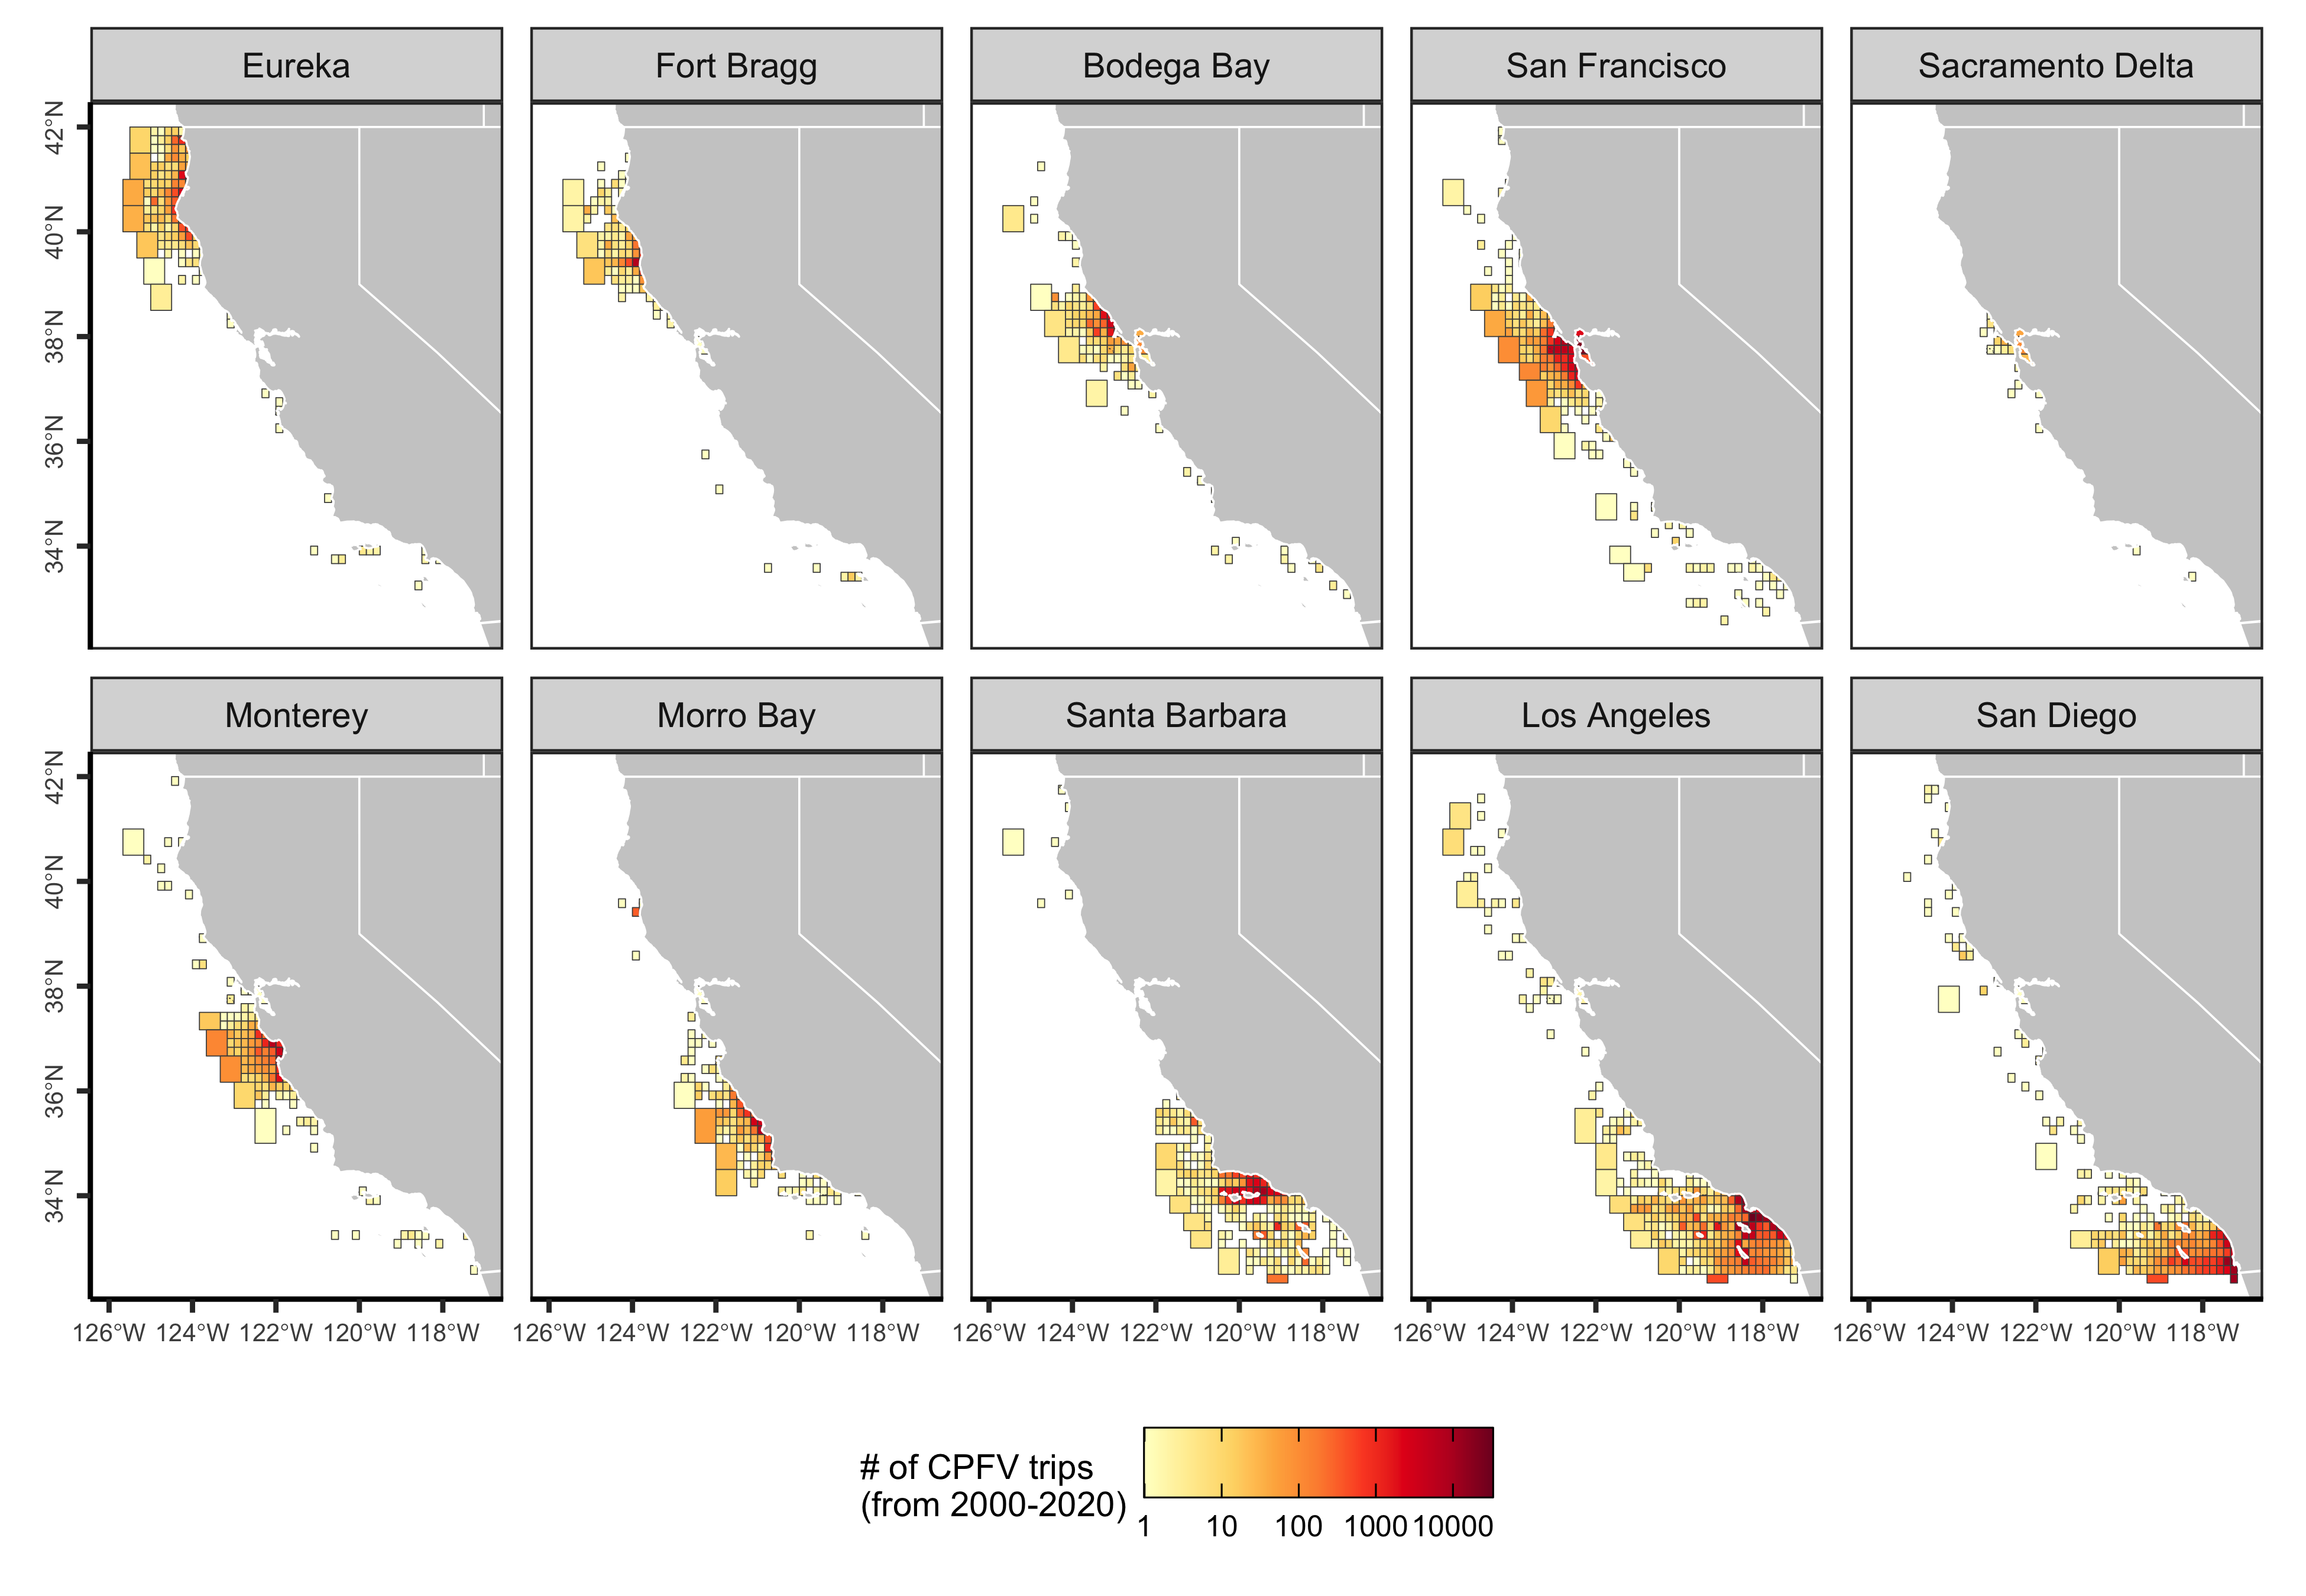 Eureka
Fort Bragg
Bodega Bay
San Francisco
Sacramento Delta
42°N
40°N
38°N
36°N
34°N
Monterey
Morro Bay
Santa Barbara
Los Angeles
San Diego
42°N
40°N
38°N
36°N
34°N
126°W 124°W 122°W 120°W 118°W
126°W 124°W 122°W 120°W 118°W
126°W 124°W 122°W 120°W 118°W
126°W 124°W 122°W 120°W 118°W
126°W 124°W 122°W 120°W 118°W
# of CPFV trips
(from 2000-2020)
1 10 100 1000 10000